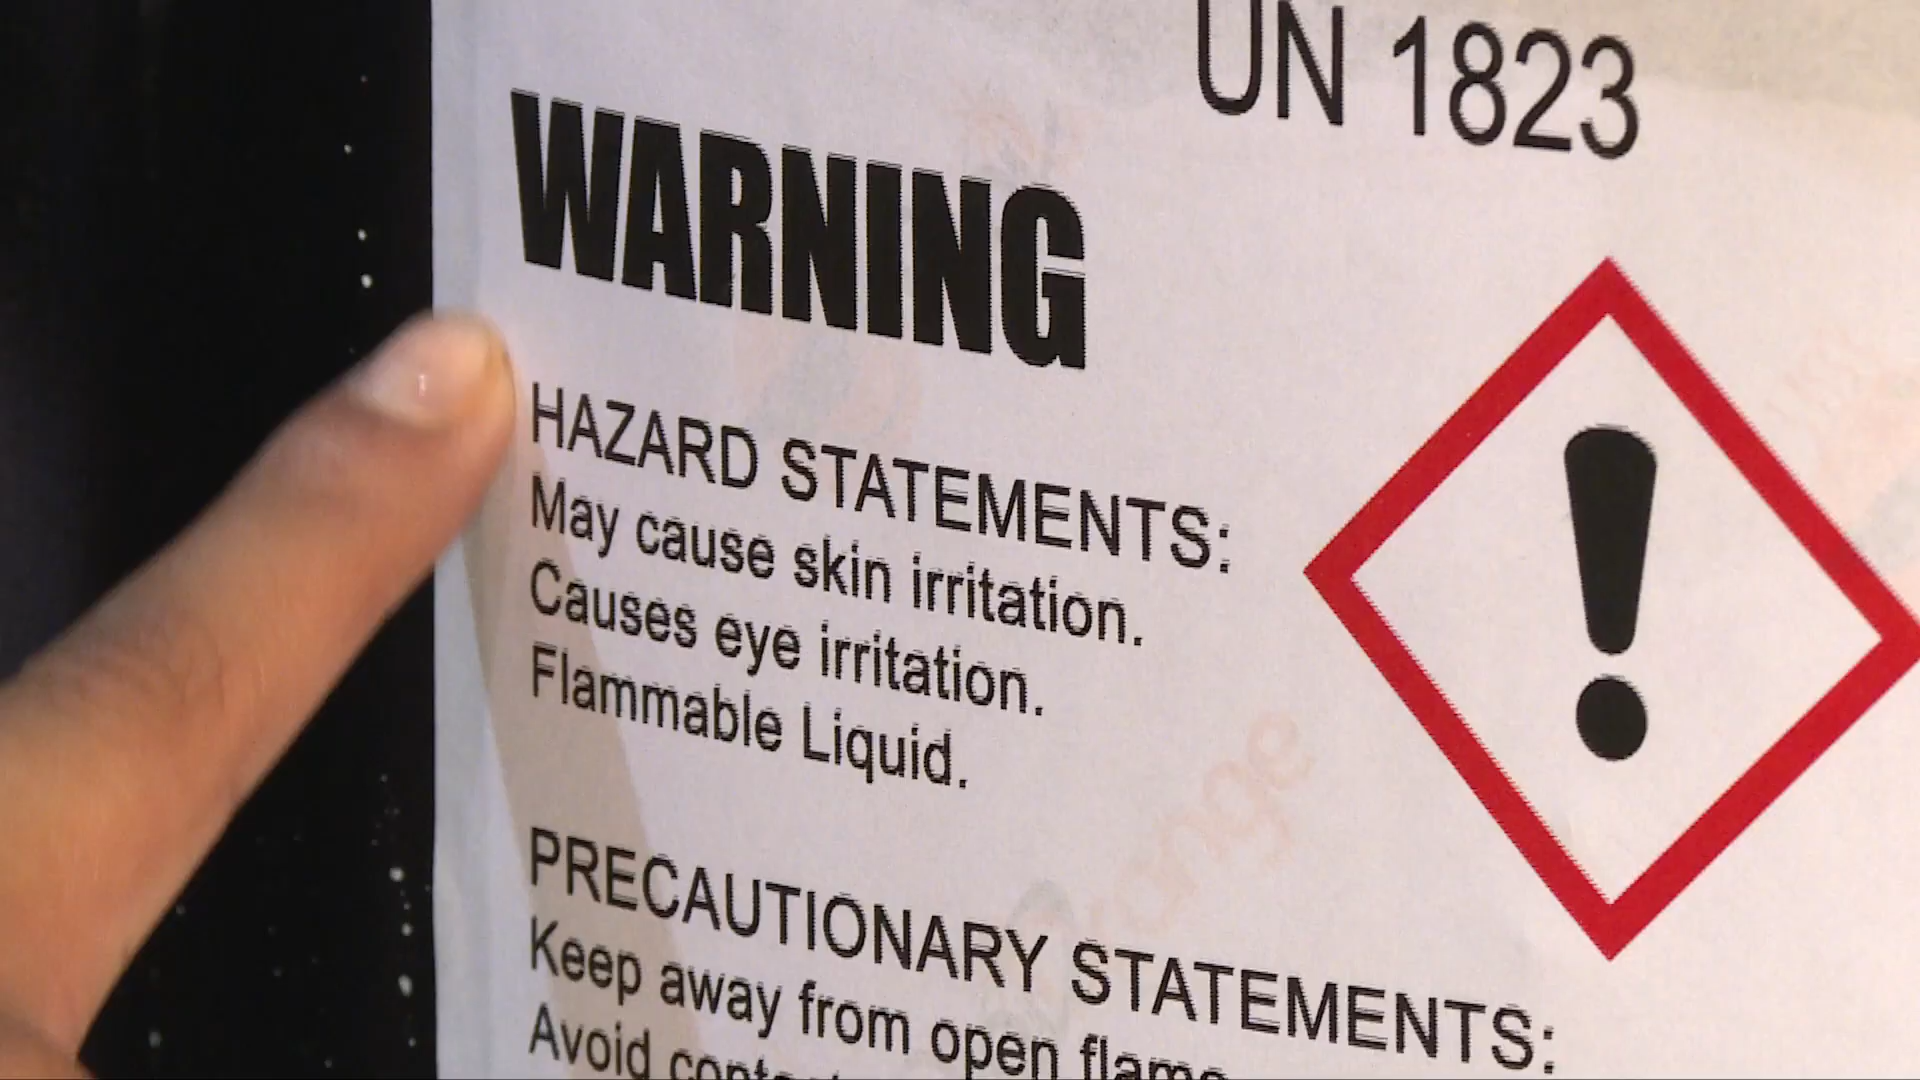 UN 1823
WARNING
HAZARD STATEMENTS:
May cause skin irritation.
Causes eye irritation.
Flammable Liquid.
PRECAUTIONARY STATEMENTS:
Keep away from open flame
Avoid